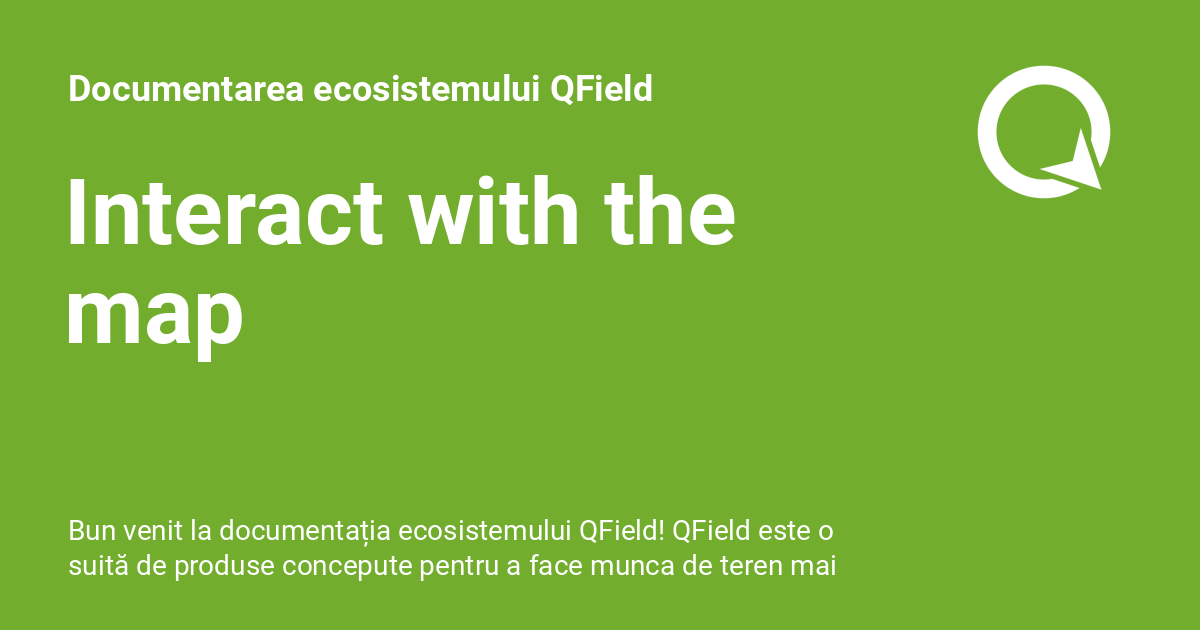 Documentarea ecosistemului QField
Interact with the
map
Bun venit la documentația ecosistemului QField! QField este o
suită de produse concepute pentru a face munca de teren mai